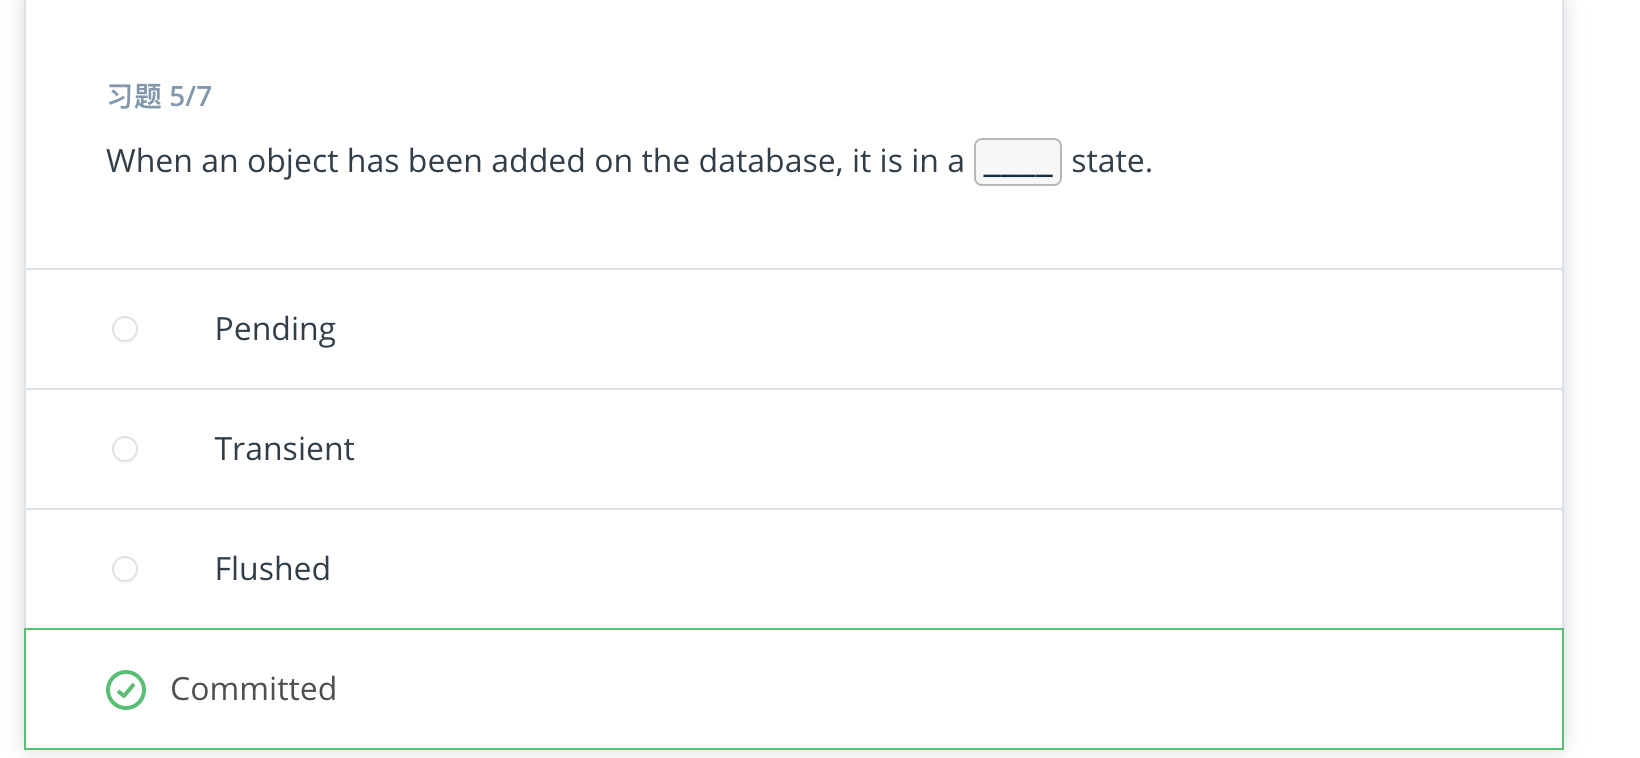 习题 5/7
When an object has been added on the database, it is in a _____ state.
Pending
Transient
Flushed
Committed